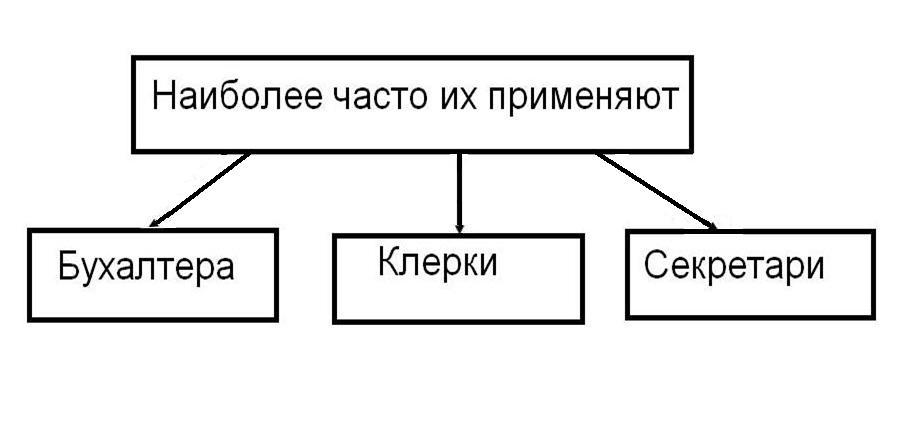 Наиболее часто их применяют
Бухалтера
Клерки
Секретари